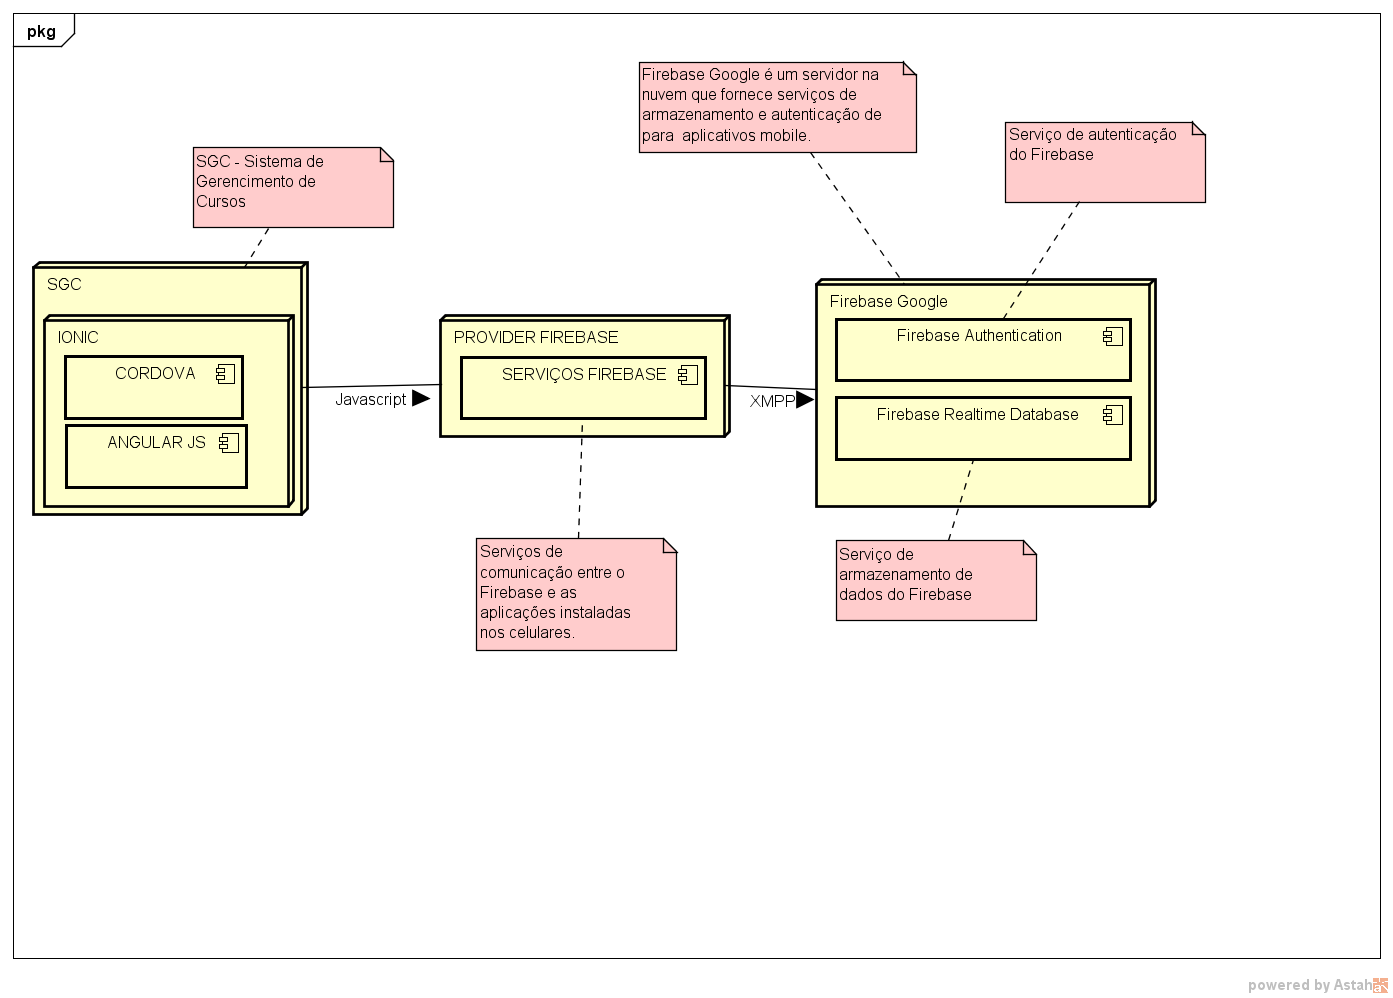 pkg
Firebase Google é um servidor na
nuvem que fornece serviços de
armazenamento e autenticação de
para  aplicativos mobile.
Serviço de autenticação
do Firebase
SGC - Sistema de
Gerencimento de
Cursos
SGC
IONIC
CORDOVA
ANGULAR JS
Javascript
PROVIDER FIREBASE
SERVIÇOS FIREBASE
XMPP
Firebase Google
Firebase Authentication
Firebase Realtime Database
Serviços de
comunicação entre o
Firebase e as
aplicações instaladas
nos celulares.
Serviço de
armazenamento de
dados do Firebase
powered by Astah